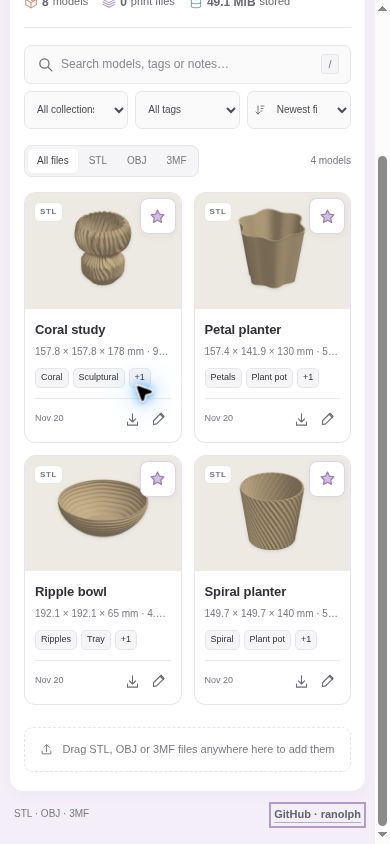 8 models 0 print files 49.1 MiB stored
Search models, tags or notes… /
All collections All tags Newest fi
All files STL OBJ 3MF 4 models
STL STL
Coral study Petal planter
157.8 × 157.8 × 178 mm · 9… 157.4 × 141.9 × 130 mm · 5…
Coral Sculptural +1 Petals Plant pot +1
Nov 20 Nov 20
STL STL
Ripple bowl Spiral planter
192.1 × 192.1 × 65 mm · 4.… 149.7 × 149.7 × 140 mm · 5…
Ripples Tray +1 Spiral Plant pot +1
Nov 20 Nov 20
Drag STL, OBJ or 3MF files anywhere here to add them
STL · OBJ · 3MF GitHub · ranolph